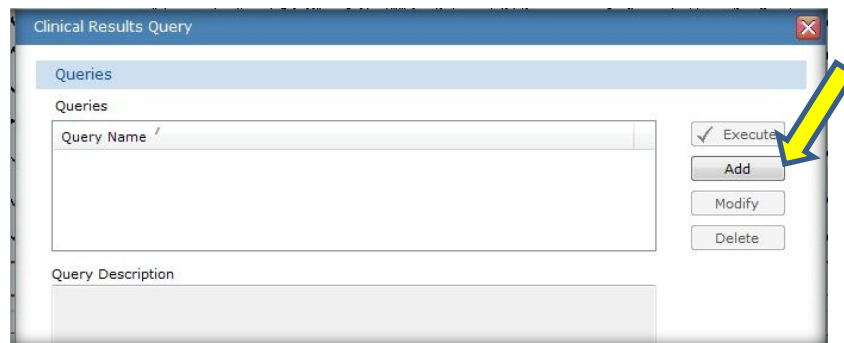 Clinical Results Query
Queries
Queries
Query Name
Execute
Add
Modify
Delete
Query Description